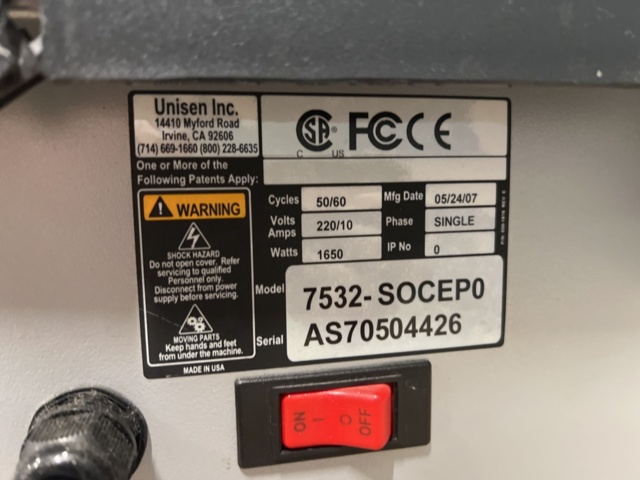 Unisen Inc.
14410 Myford Road
Irvine, CA 92606
(714) 669-1660 (800) 228-6635
C SA ® US FC CE
One or More of the
Following Patents Apply:
WARNING
SHOCK HAZARD
Do not open cover. Refer
servicing to qualified
Personnel only.
Disconnect from power
supply before servicing.
MOVING PARTS
Keep hands and feet
from under the machine.
MADE IN USA
Cycles 50/60 Mfg Date 05/24/07
Volts
Amps 220/10 Phase SINGLE
Watts 1650 IP No 0
Model 7532-SOCEP0
Serial AS70504426
ON I O OFF